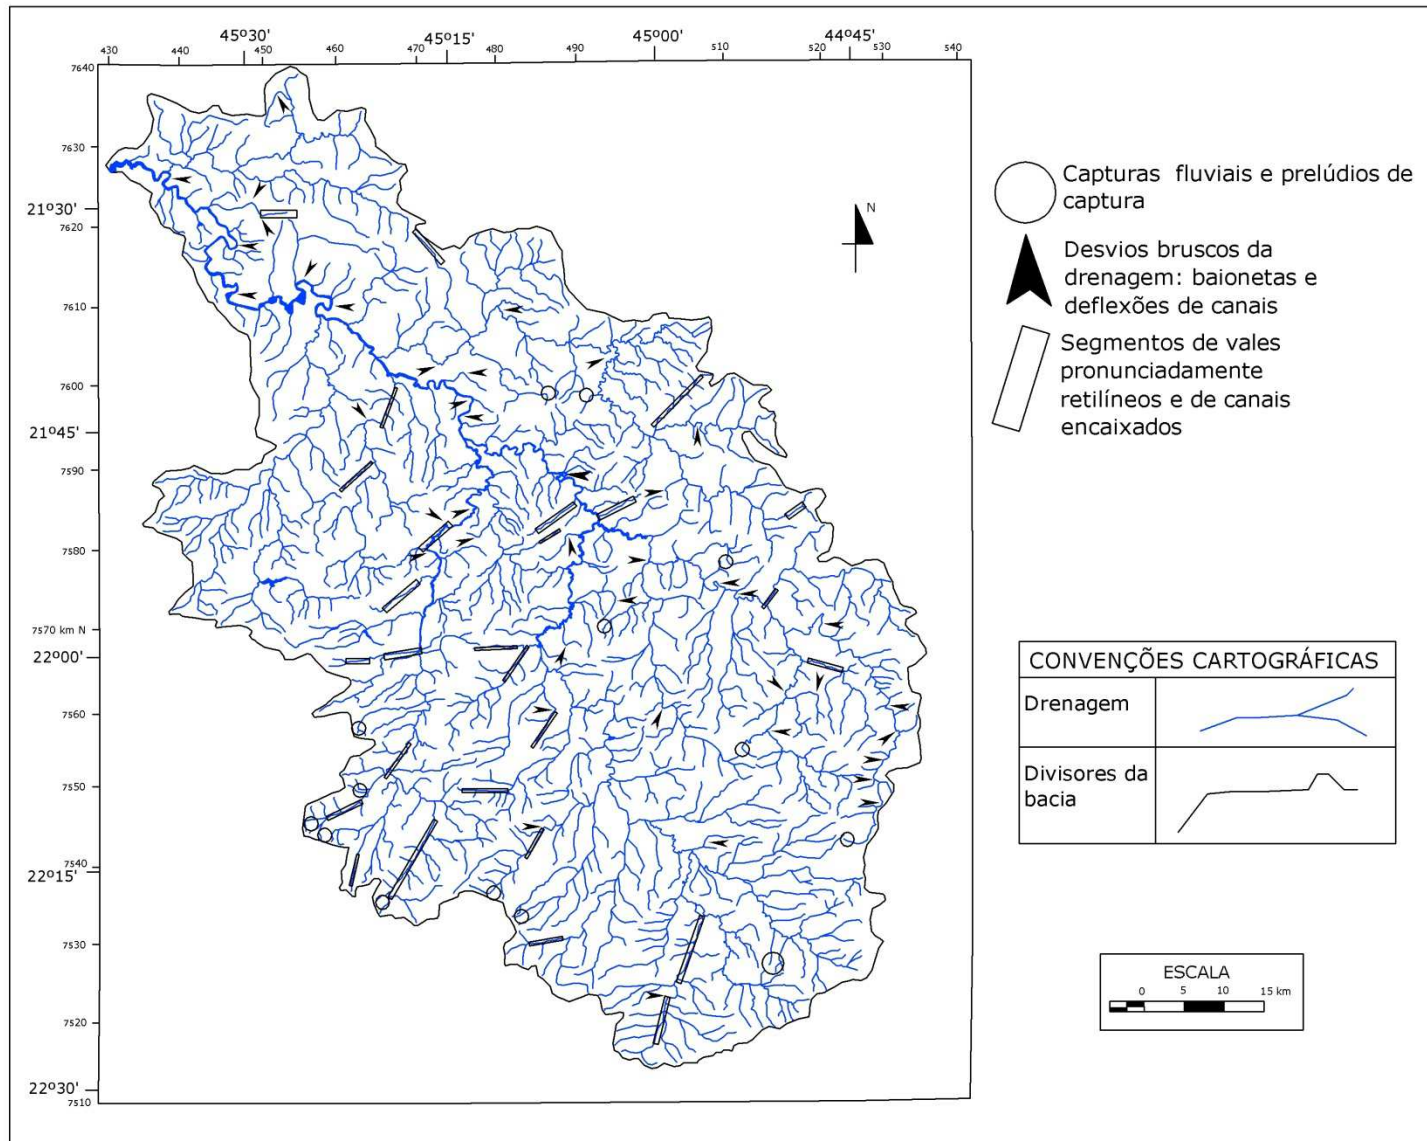 45º30' 45º15' 45º00' 44º45'
430 440 450 460 470 480 490 510 520 530 540
7640
7630
21º30'
7620
7610
7600
21º45'
7590
7580
7570 km N
22º00'
7560
7550
7540
22º15'
7530
7520
22º30'
7510
N
Capturas fluviais e prelúdios de
captura
Desvios bruscos da
drenagem: baionetas e
deflexões de canais
Segmentos de vales
pronunciadamente
retilíneos e de canais
encaixados
CONVENÇÕES CARTOGRÁFICAS
Drenagem
Divisores da
bacia
ESCALA
0 5 10 15 km